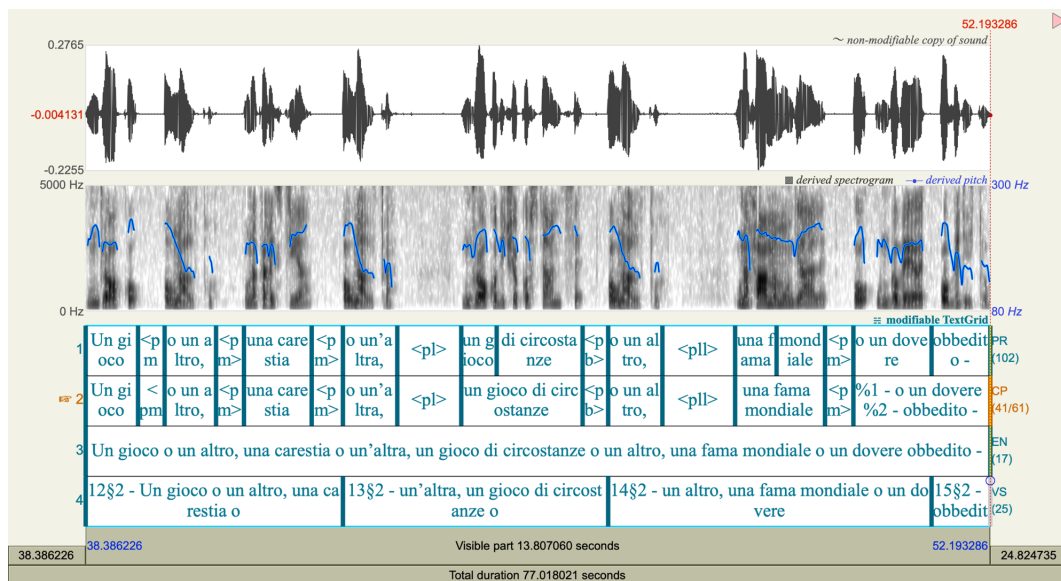 52.193286
0.2765
〜 non-modifiable copy of sound
-0.004131
-0.2255
5000 Hz
derived spectrogram
derived pitch
300 Hz
0 Hz
80 Hz
modifiable TextGrid
1
Un gi
oco
<p
m
o un a
ltro,
<p
m>
una care
stia
<p
m>
o un’a
ltra,
<pl>
un g
ioco
di circosta
nze
<p
b>
o un al
tro,
<pll>
una f
ama
mond
iale
<p
m>
o un dove
re
obbedit
o -
PR
(102)
2
Un gi
oco
<
pm
o un a
ltro,
<p
m>
una care
stia
<p
m>
o un’a
ltra,
<pl>
un gioco di circ
ostanze
<p
b>
o un al
tro,
<pll>
una fama
mondiale
<p
m>
%1 - o un dovere
%2 - obbedito -
CP
(41/61)
3
Un gioco o un altro, una carestia o un’altra, un gioco di circostanze o un altro, una fama mondiale o un dovere obbedito -
EN
(17)
4
12§2 - Un gioco o un altro, una ca
restia o
13§2 - un’altra, un gioco di circost
anze o
14§2 - un altro, una fama mondiale o un do
vere
15§2 -
obbedit
VS
(25)
38.386226
38.386226
Visible part 13.807060 seconds
52.193286
24.824735
Total duration 77.018021 seconds